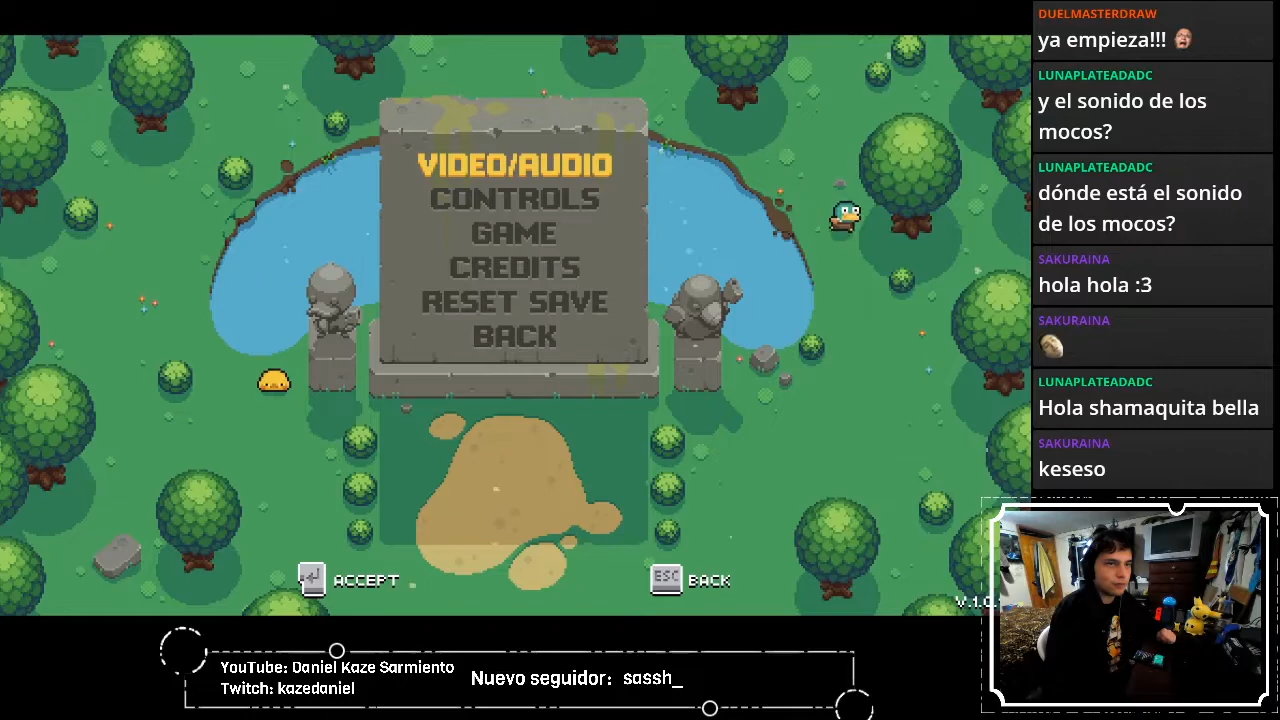 VIDEO/AUDIO
CONTROLS
GAME
CREDITS
RESET SAVE
BACK
ACCEPT
ESC BACK
V.1.0.
DUELMASTERDRAW
ya empieza!!!
LUNAPLATEADADC
y el sonido de los
mocos?
LUNAPLATEADADC
dónde está el sonido
de los mocos?
SAKURAINA
hola hola :3
SAKURAINA
LUNAPLATEADADC
Hola shamaquita bella
SAKURAINA
keseso
YouTube: Daniel Kaze Sarmiento
Twitch: kazedaniel
Nuevo seguidor: sassh_